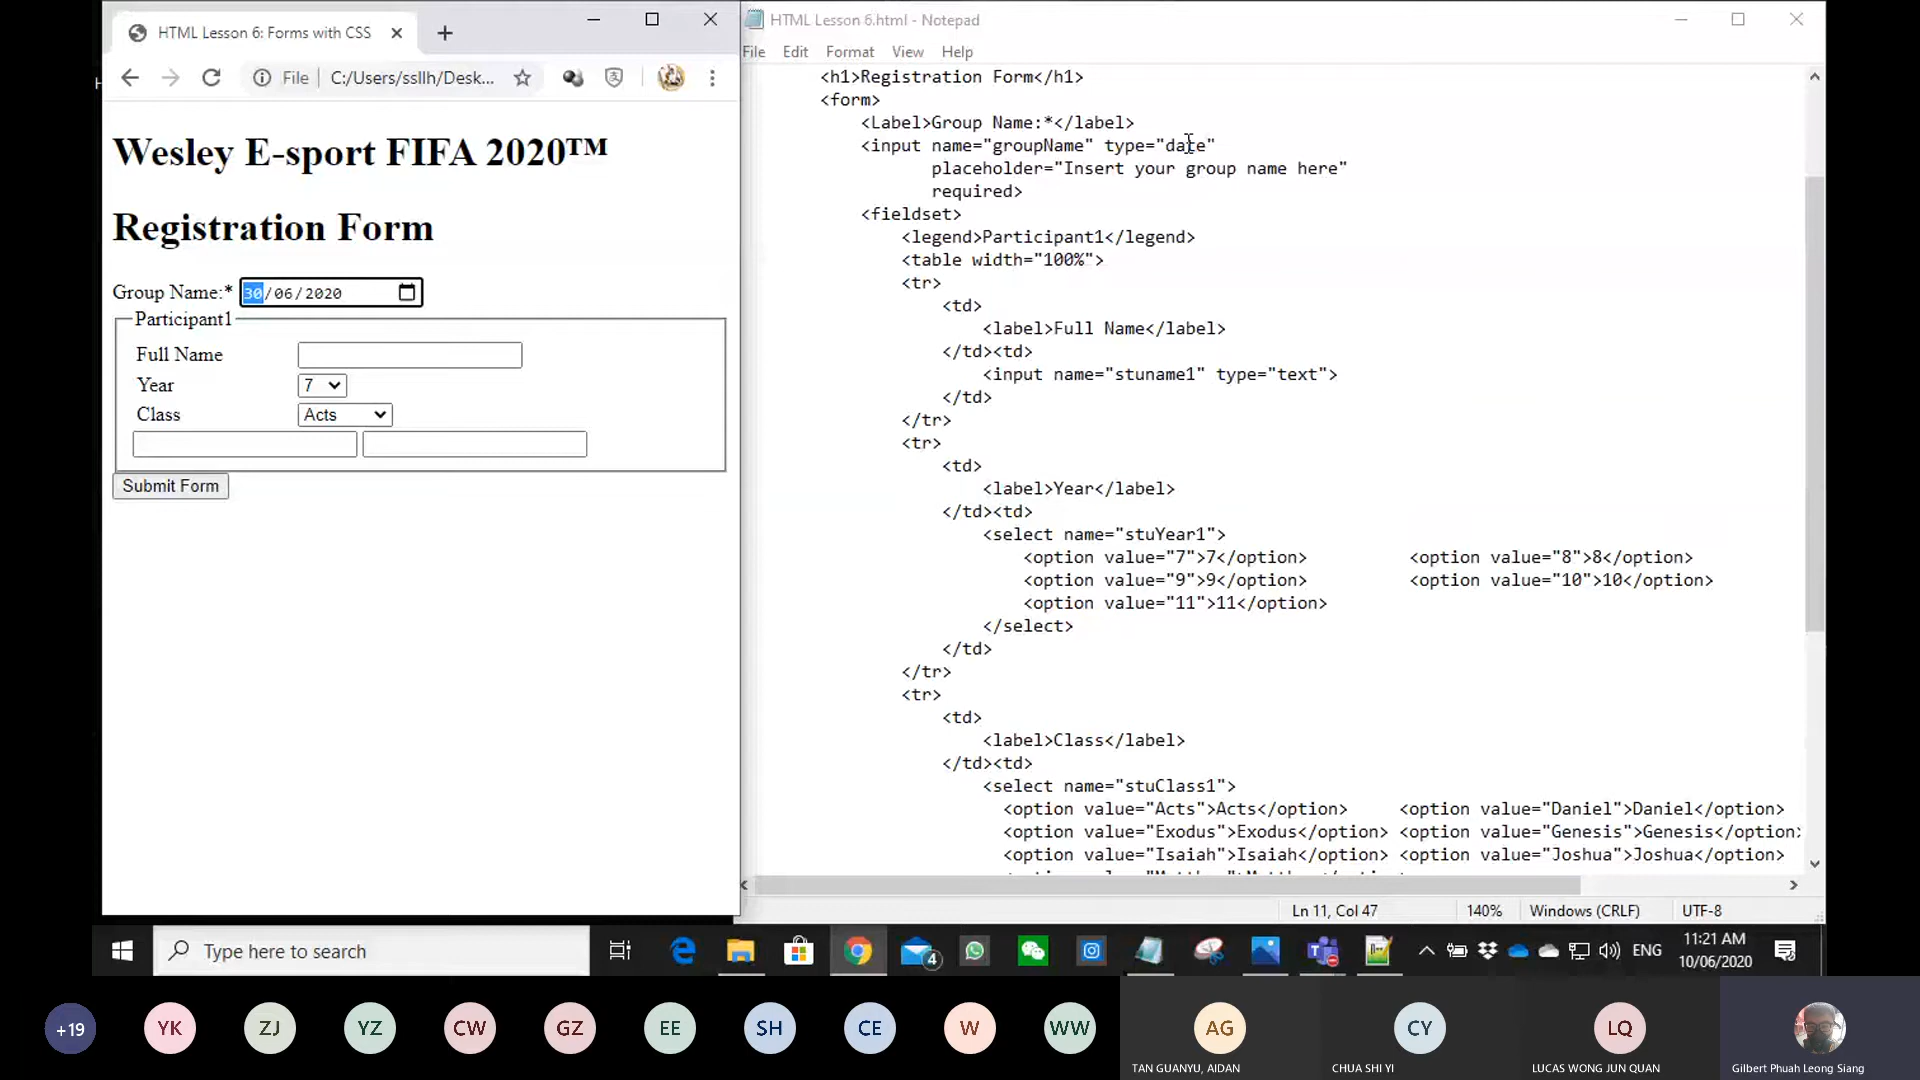 HTML Lesson 6: Forms with CSS
File
C:/Users/ssllh/Desk...
Wesley E-sport FIFA 2020™
Registration Form
Group Name:* 30/06/2020
Participant1
Full Name
Year 7
Class Acts
Submit Form
HTML Lesson 6.html - Notepad
File Edit Format View Help
<h1>Registration Form</h1>
<form>
<Label>Group Name:*</label>
<input name="groupName" type="date"
placeholder="Insert your group name here"
required>
<fieldset>
<legend>Participant1</legend>
<table width="100%">
<tr>
<td>
<label>Full Name</label>
</td><td>
<input name="stuname1" type="text">
</td>
</tr>
<tr>
<td>
<label>Year</label>
</td><td>
<select name="stuYear1">
<option value="7">7</option> <option value="8">8</option>
<option value="9">9</option> <option value="10">10</option>
<option value="11">11</option>
</select>
</td>
</tr>
<tr>
<td>
<label>Class</label>
</td><td>
<select name="stuClass1">
<option value="Acts">Acts</option> <option value="Daniel">Daniel</option>
<option value="Exodus">Exodus</option> <option value="Genesis">Genesis</option>
<option value="Isaiah">Isaiah</option> <option value="Joshua">Joshua</option>
Ln 11, Col 47 140% Windows (CRLF) UTF-8
Type here to search
4
ENG
11:21 AM
10/06/2020
+19 YK ZJ YZ CW GZ EE SH CE W WW AG CY LQ
TAN GUANYU, AIDAN CHUA SHI YI LUCAS WONG JUN QUAN Gilbert Phuah Leong Siang